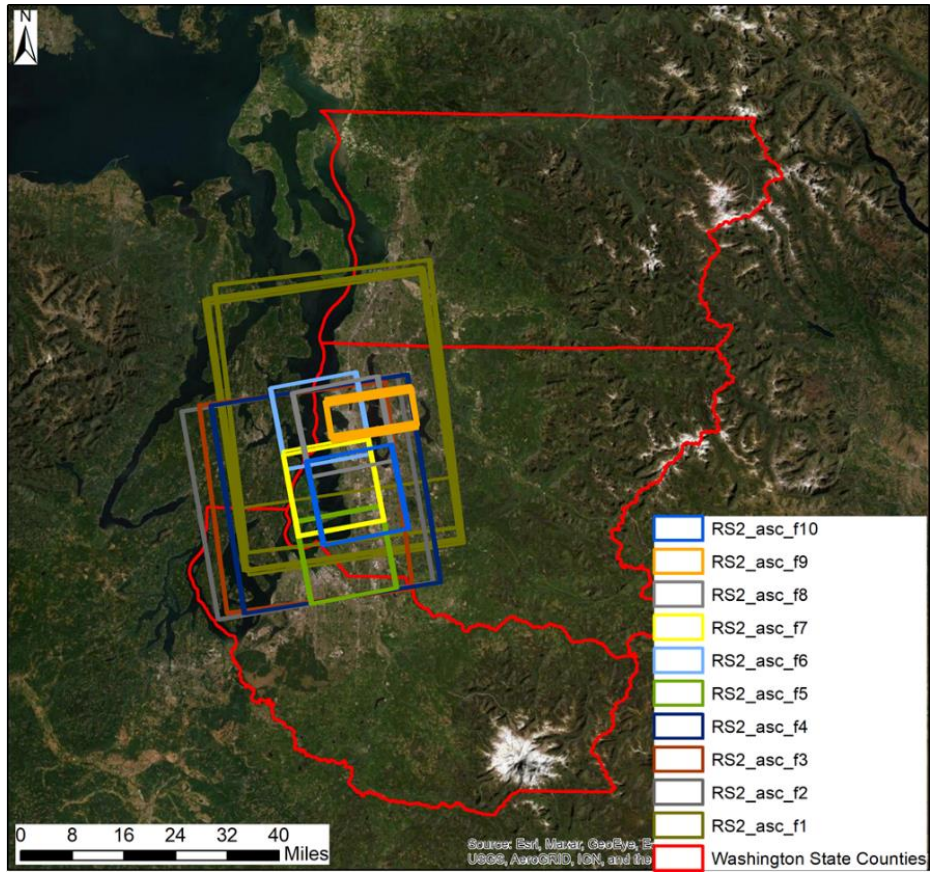 N
RS2_asc_f10
RS2_asc_f9
RS2_asc_f8
RS2_asc_f7
RS2_asc_f6
RS2_asc_f5
RS2_asc_f4
RS2_asc_f3
RS2_asc_f2
RS2_asc_f1
Washington State Counties
0 8 16 24 32 40
Miles
Source: Esri, Maxar, GeoEye, E
USGS, AeroGRID, IGN, and the